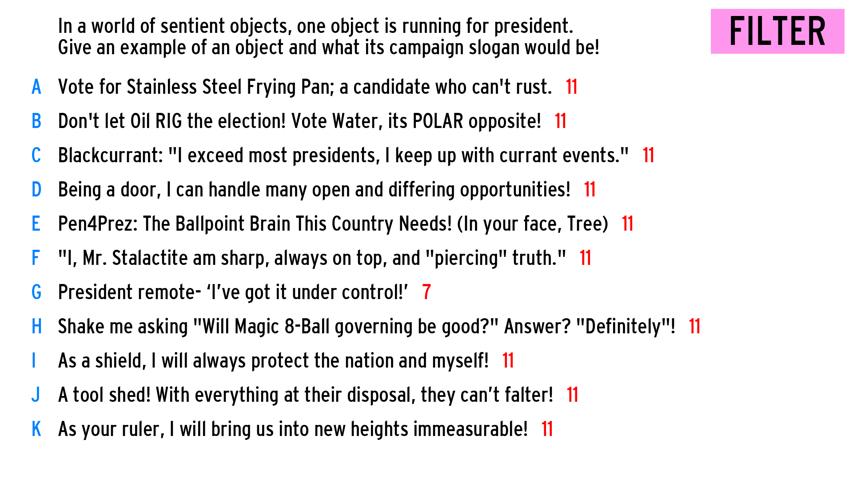 In a world of sentient objects, one object is running for president.
Give an example of an object and what its campaign slogan would be!
FILTER
A Vote for Stainless Steel Frying Pan; a candidate who can't rust. 11
B Don't let Oil RIG the election! Vote Water, its POLAR opposite! 11
C Blackcurrant: "I exceed most presidents, I keep up with currant events." 11
D Being a door, I can handle many open and differing opportunities! 11
E Pen4Prez: The Ballpoint Brain This Country Needs! (In your face, Tree) 11
F "I, Mr. Stalactite am sharp, always on top, and "piercing" truth." 11
G President remote- ‘I’ve got it under control!’ 7
H Shake me asking "Will Magic 8-Ball governing be good?" Answer? "Definitely"! 11
I As a shield, I will always protect the nation and myself! 11
J A tool shed! With everything at their disposal, they can’t falter! 11
K As your ruler, I will bring us into new heights immeasurable! 11